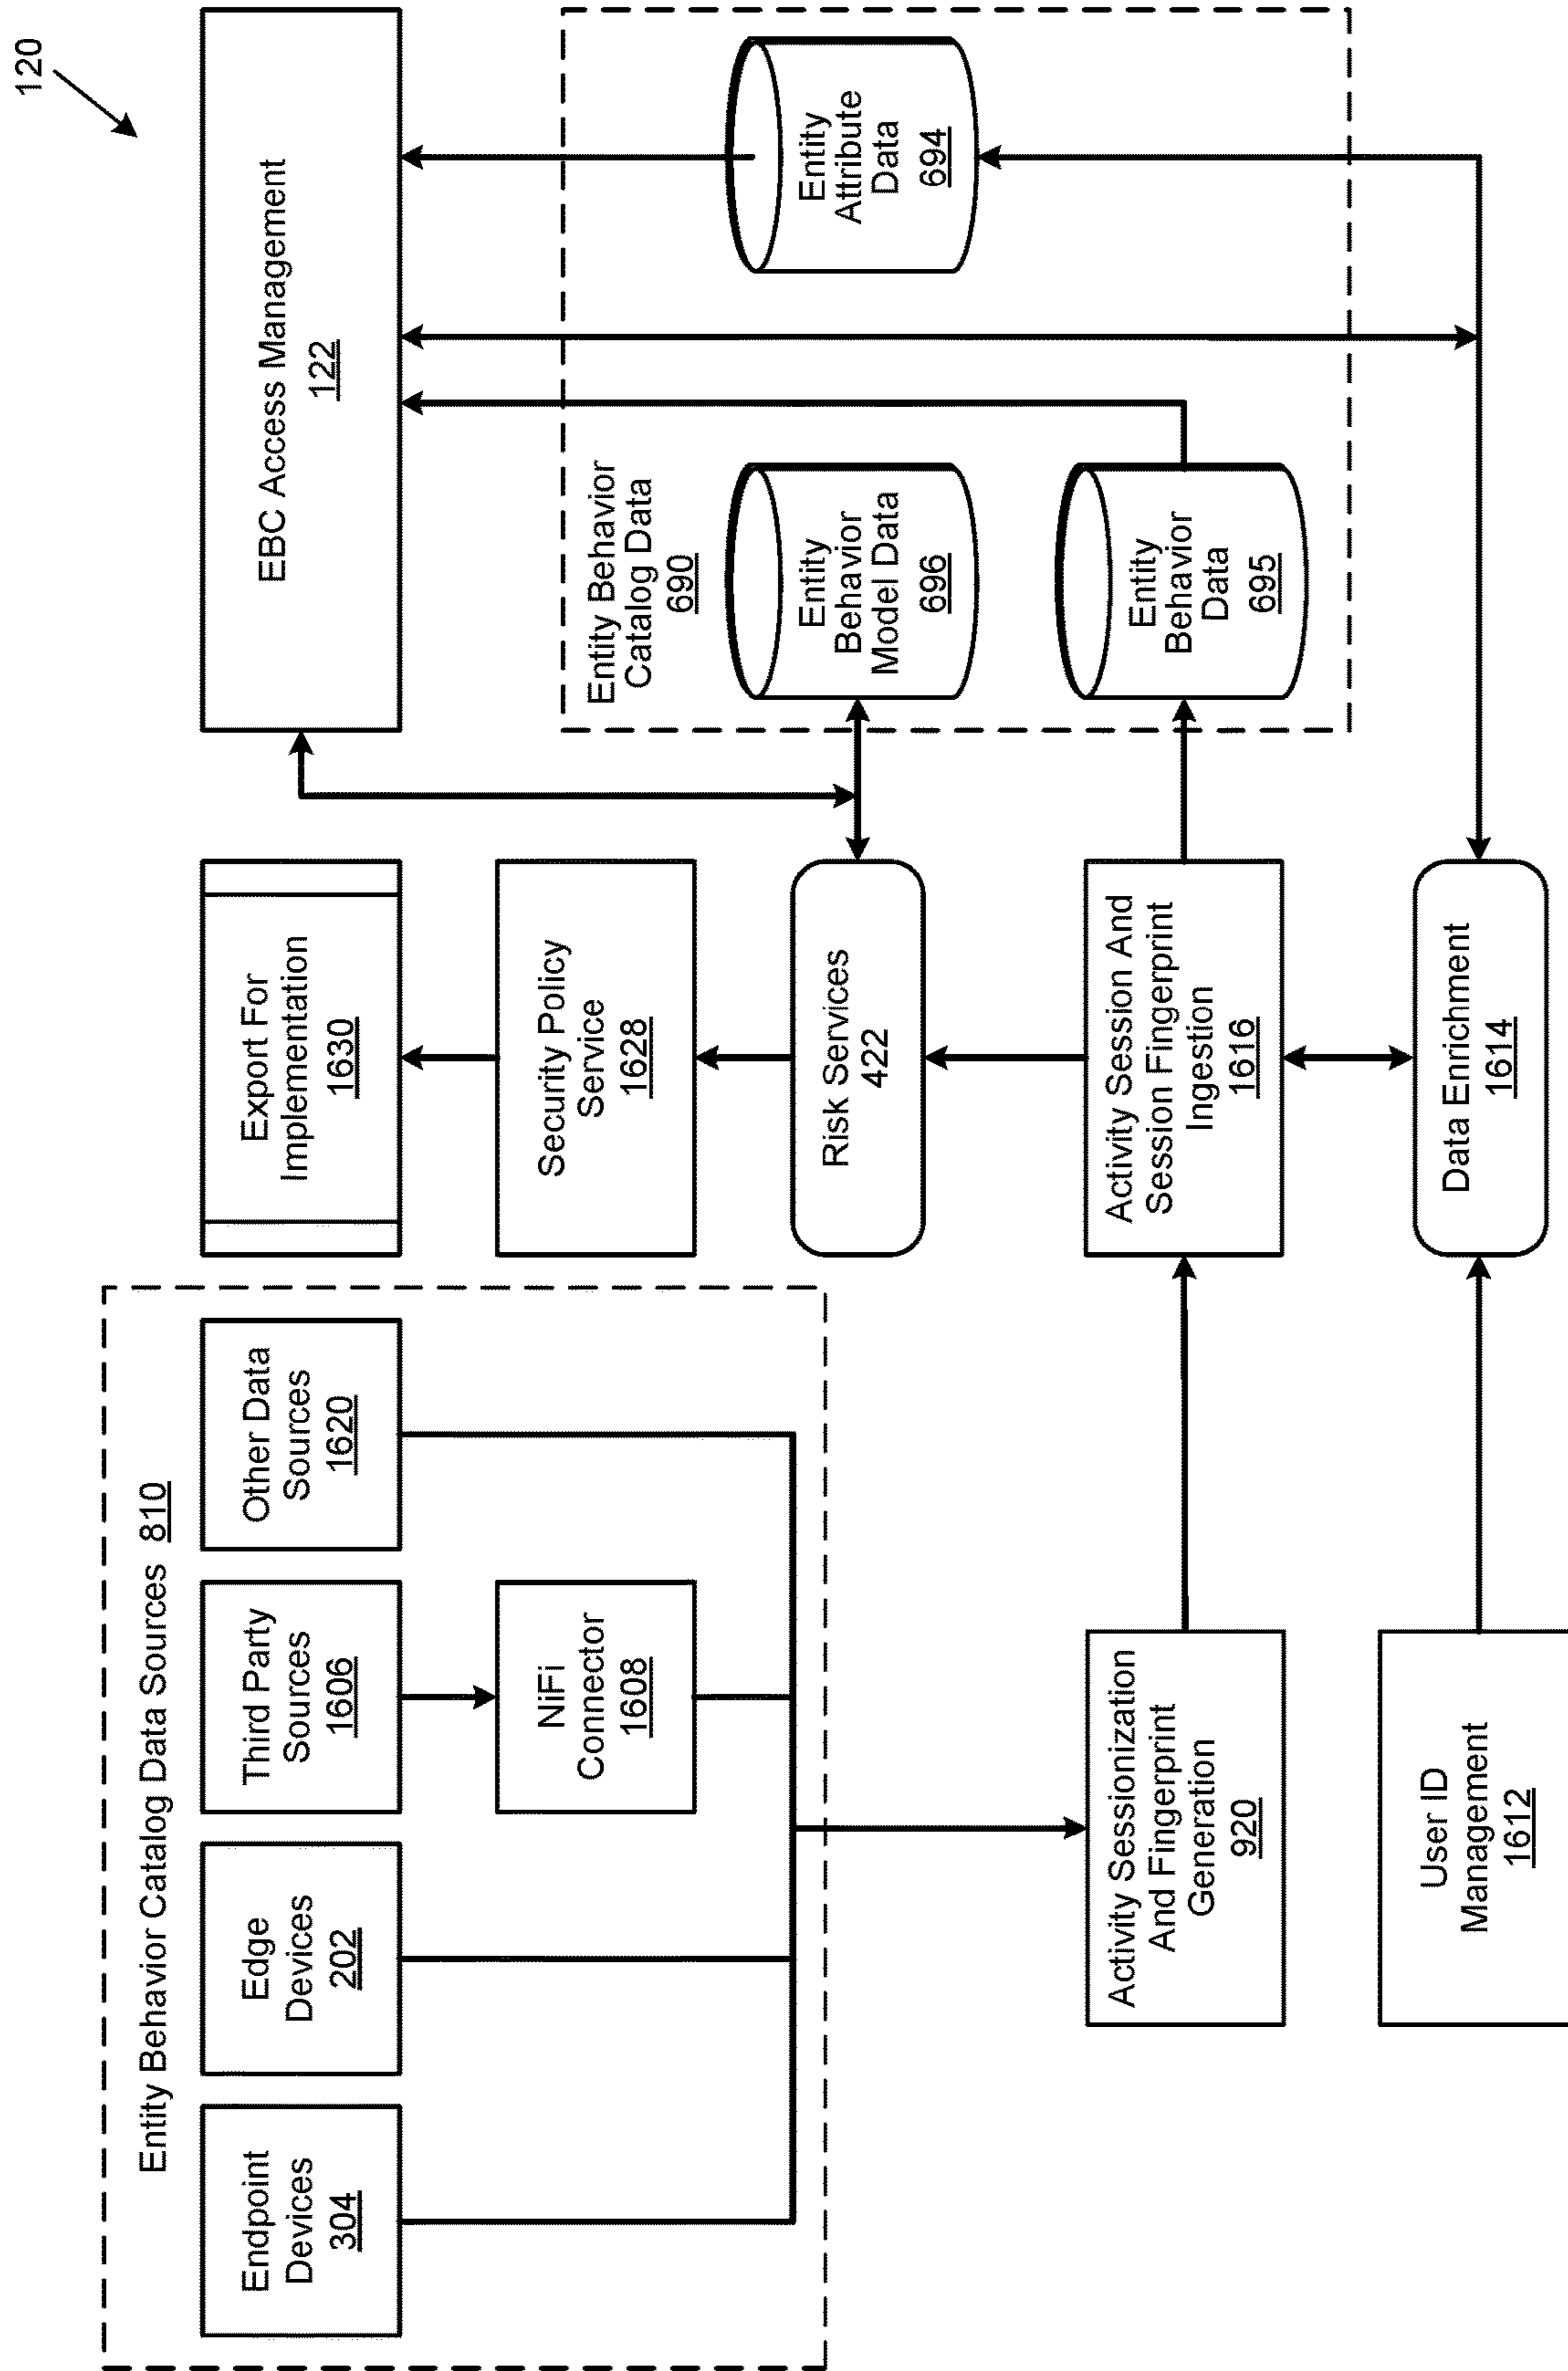 120
Entity Behavior Catalog Data Sources 810
Endpoint
Devices
304
Edge
Devices
202
Third Party
Sources
1606
Other Data
Sources
1620
NiFi
Connector
1608
Export For
Implementation
1630
EBC Access Management
122
Security Policy
Service
1628
Entity Behavior
Catalog Data
690
Risk Services
422
Entity
Behavior
Model Data
696
Entity
Attribute
Data
694
Activity Sessionization
And Fingerprint
Generation
920
Activity Session And
Session Fingerprint
Ingestion
1616
Entity
Behavior
Data
695
User ID
Management
1612
Data Enrichment
1614